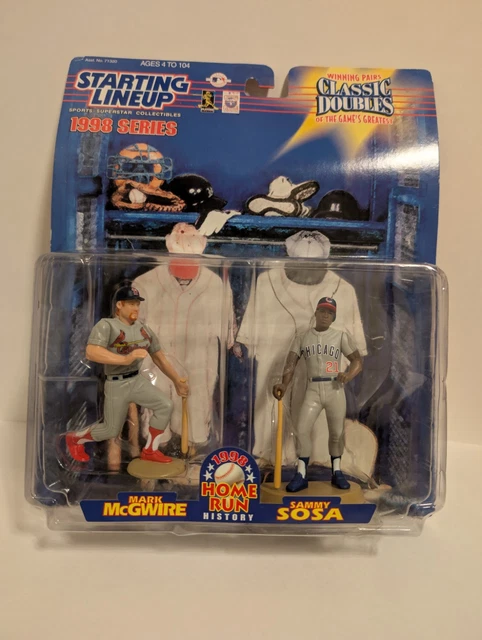 AGES 4 TO 104
STARTING
LINEUP
SPORTS SUPERSTAR COLLECTIBLES
1998 SERIES
WINNING PAIRS
CLASSIC
DOUBLES
OF THE GAME'S GREATEST
CHICAGO
21
1998
HOME
RUN
HISTORY
MARK
McGWIRE
SAMMY
SOSA